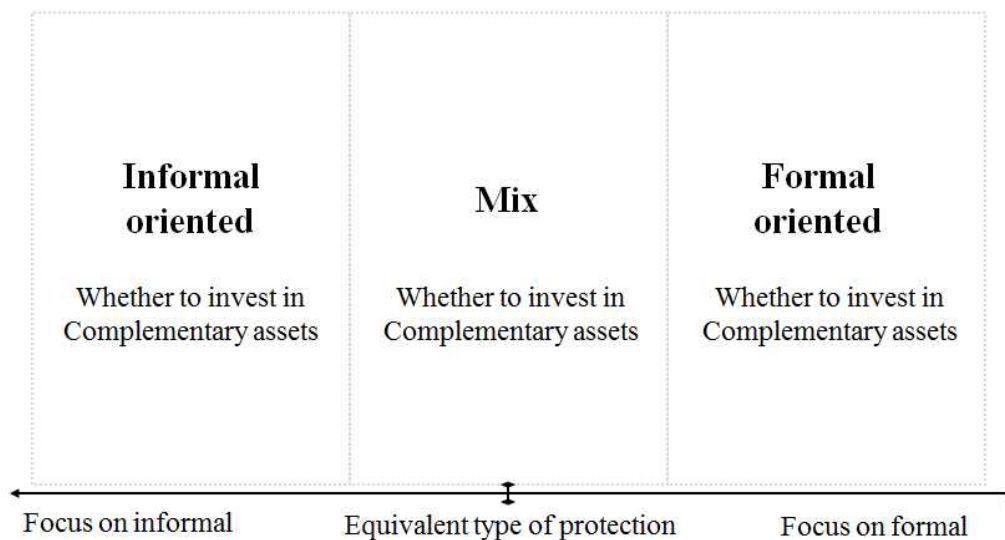 Informal
oriented
Whether to invest in
Complementary assets
Mix
Whether to invest in
Complementary assets
Formal
oriented
Whether to invest in
Complementary assets
Focus on informal
Equivalent type of protection
Focus on formal